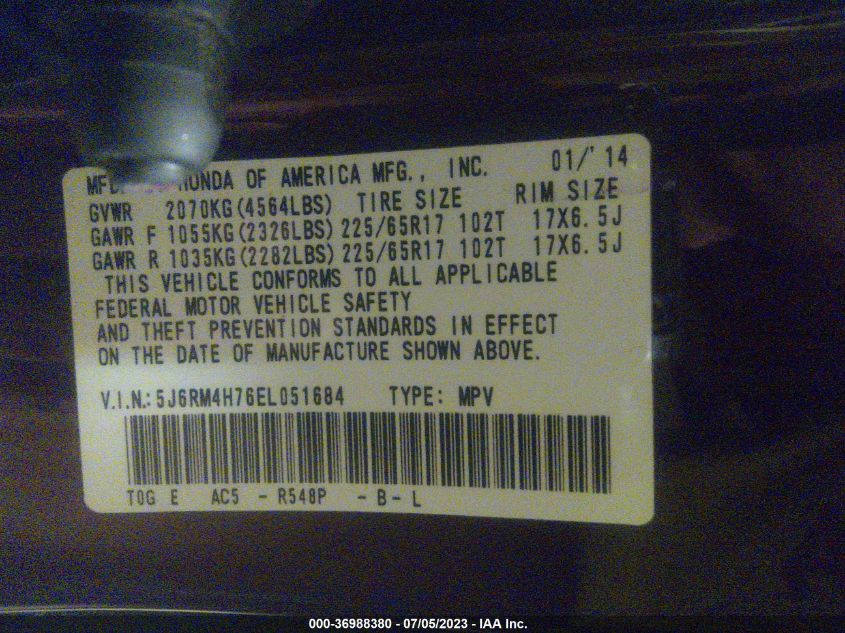 HONDA OF AMERICA MFG., INC. 01/'14
GVWR 2070KG(4564LBS) TIRE SIZE RIM SIZE
GAWR F 1055KG(2326LBS) 225/65R17 102T 17X6.5J
GAWR R 1035KG(2282LBS) 225/65R17 102T 17X6.5J
THIS VEHICLE CONFORMS TO ALL APPLICABLE
FEDERAL MOTOR VEHICLE SAFETY
AND THEFT PREVENTION STANDARDS IN EFFECT
ON THE DATE OF MANUFACTURE SHOWN ABOVE.
V.I.N.: 5J6RM4H76EL051684 TYPE: MPV
TOG E AC5 - R548P - B - L
000-36988380 - 07/05/2023 - IAA Inc.